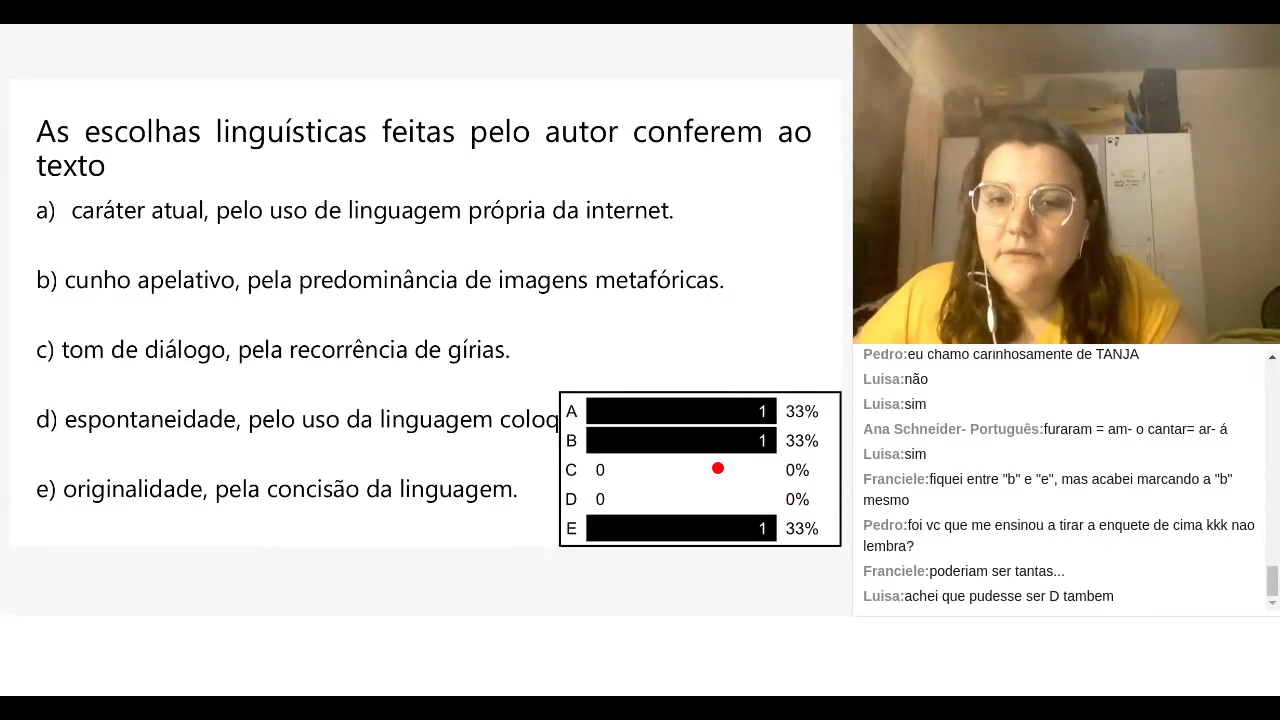 As escolhas linguísticas feitas pelo autor conferem ao
texto
a) caráter atual, pelo uso de linguagem própria da internet.
b) cunho apelativo, pela predominância de imagens metafóricas.
c) tom de diálogo, pela recorrência de gírias.
d) espontaneidade, pelo uso da linguagem coloq
e) originalidade, pela concisão da linguagem.
A 1 33%
B 1 33%
C 0 0%
D 0 0%
E 1 33%
Pedro:eu chamo carinhosamente de TANJA
Luisa:não
Luisa:sim
Ana Schneider- Português:furaram = am- o cantar= ar- á
Luisa:sim
Franciele:fiquei entre "b" e "e", mas acabei marcando a "b"
mesmo
Pedro:foi vc que me ensinou a tirar a enquete de cima kkk nao
lembra?
Franciele:poderiam ser tantas...
Luisa:achei que pudesse ser D tambem